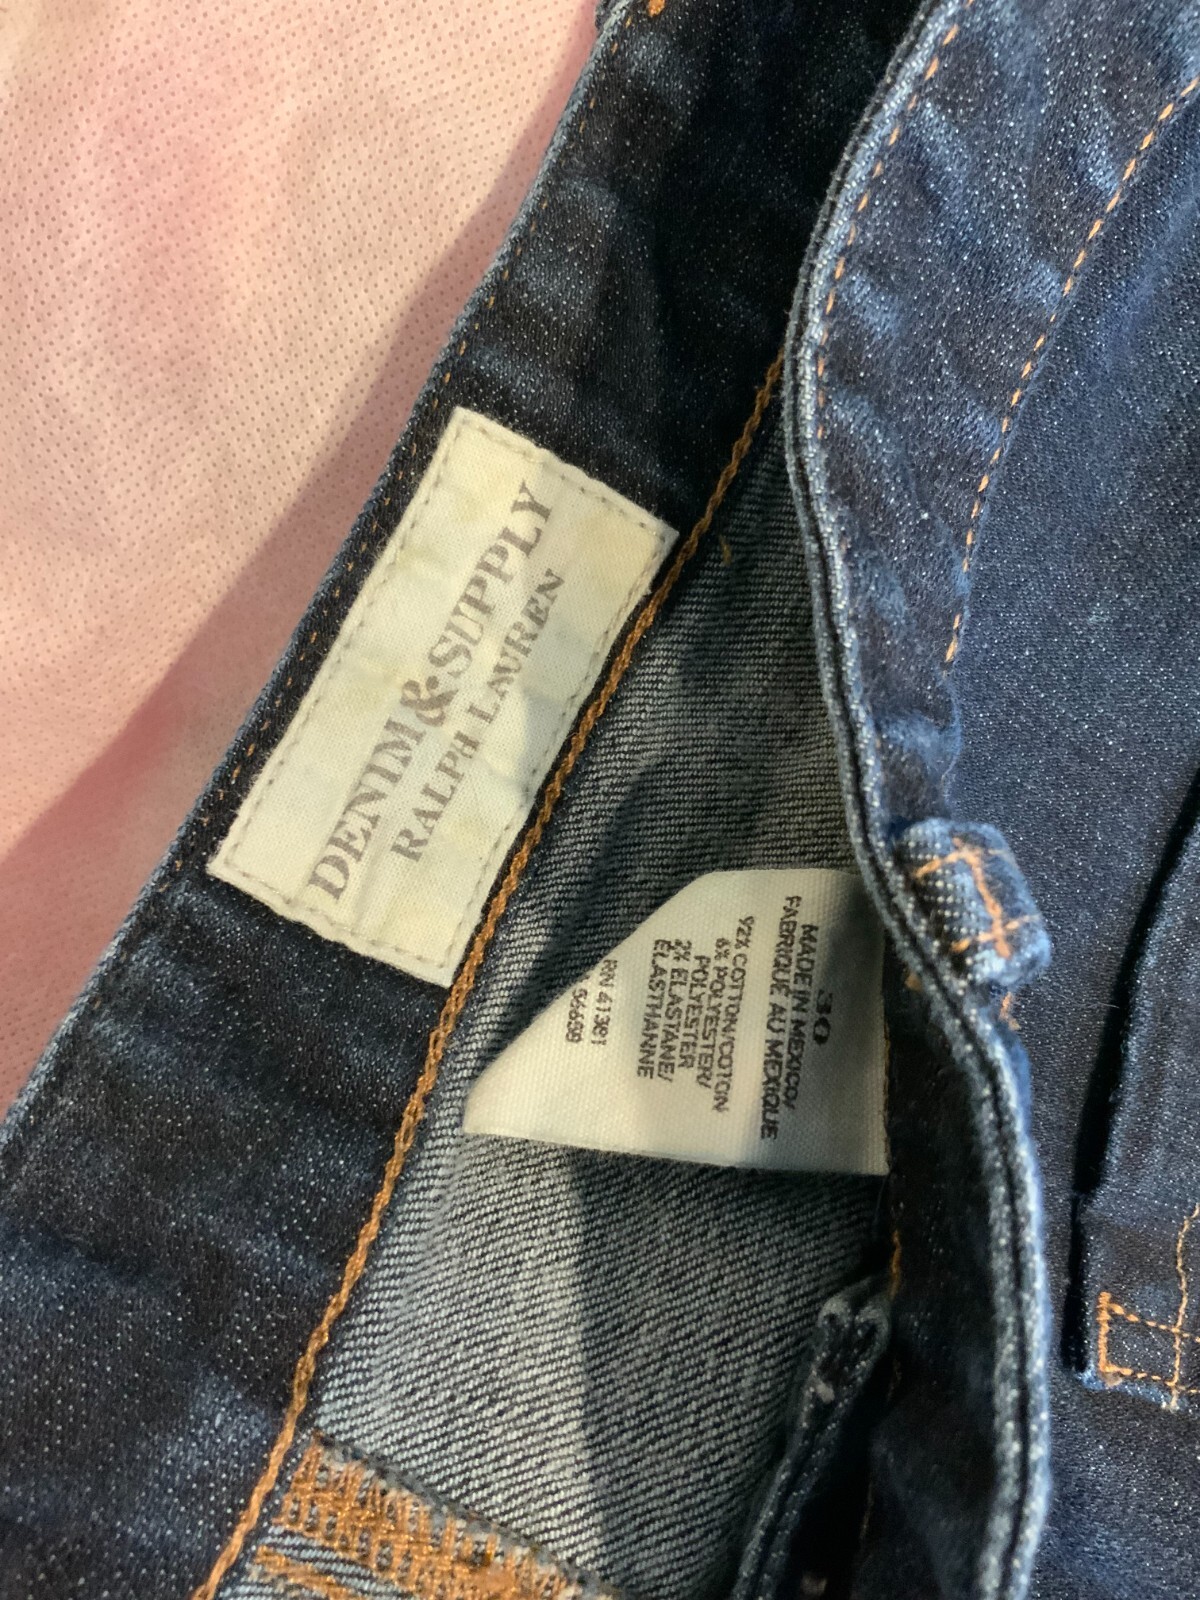 DENIM&SUPPLY
RALPH LAUREN
30
MADE IN MEXICO/
FABRIQUE AU MEXIQUE
92% COTTON/COTON
6% POLYESTER/
POLYESTER
2% ELASTANE/
ELASTHANNE
RN 41381
56658